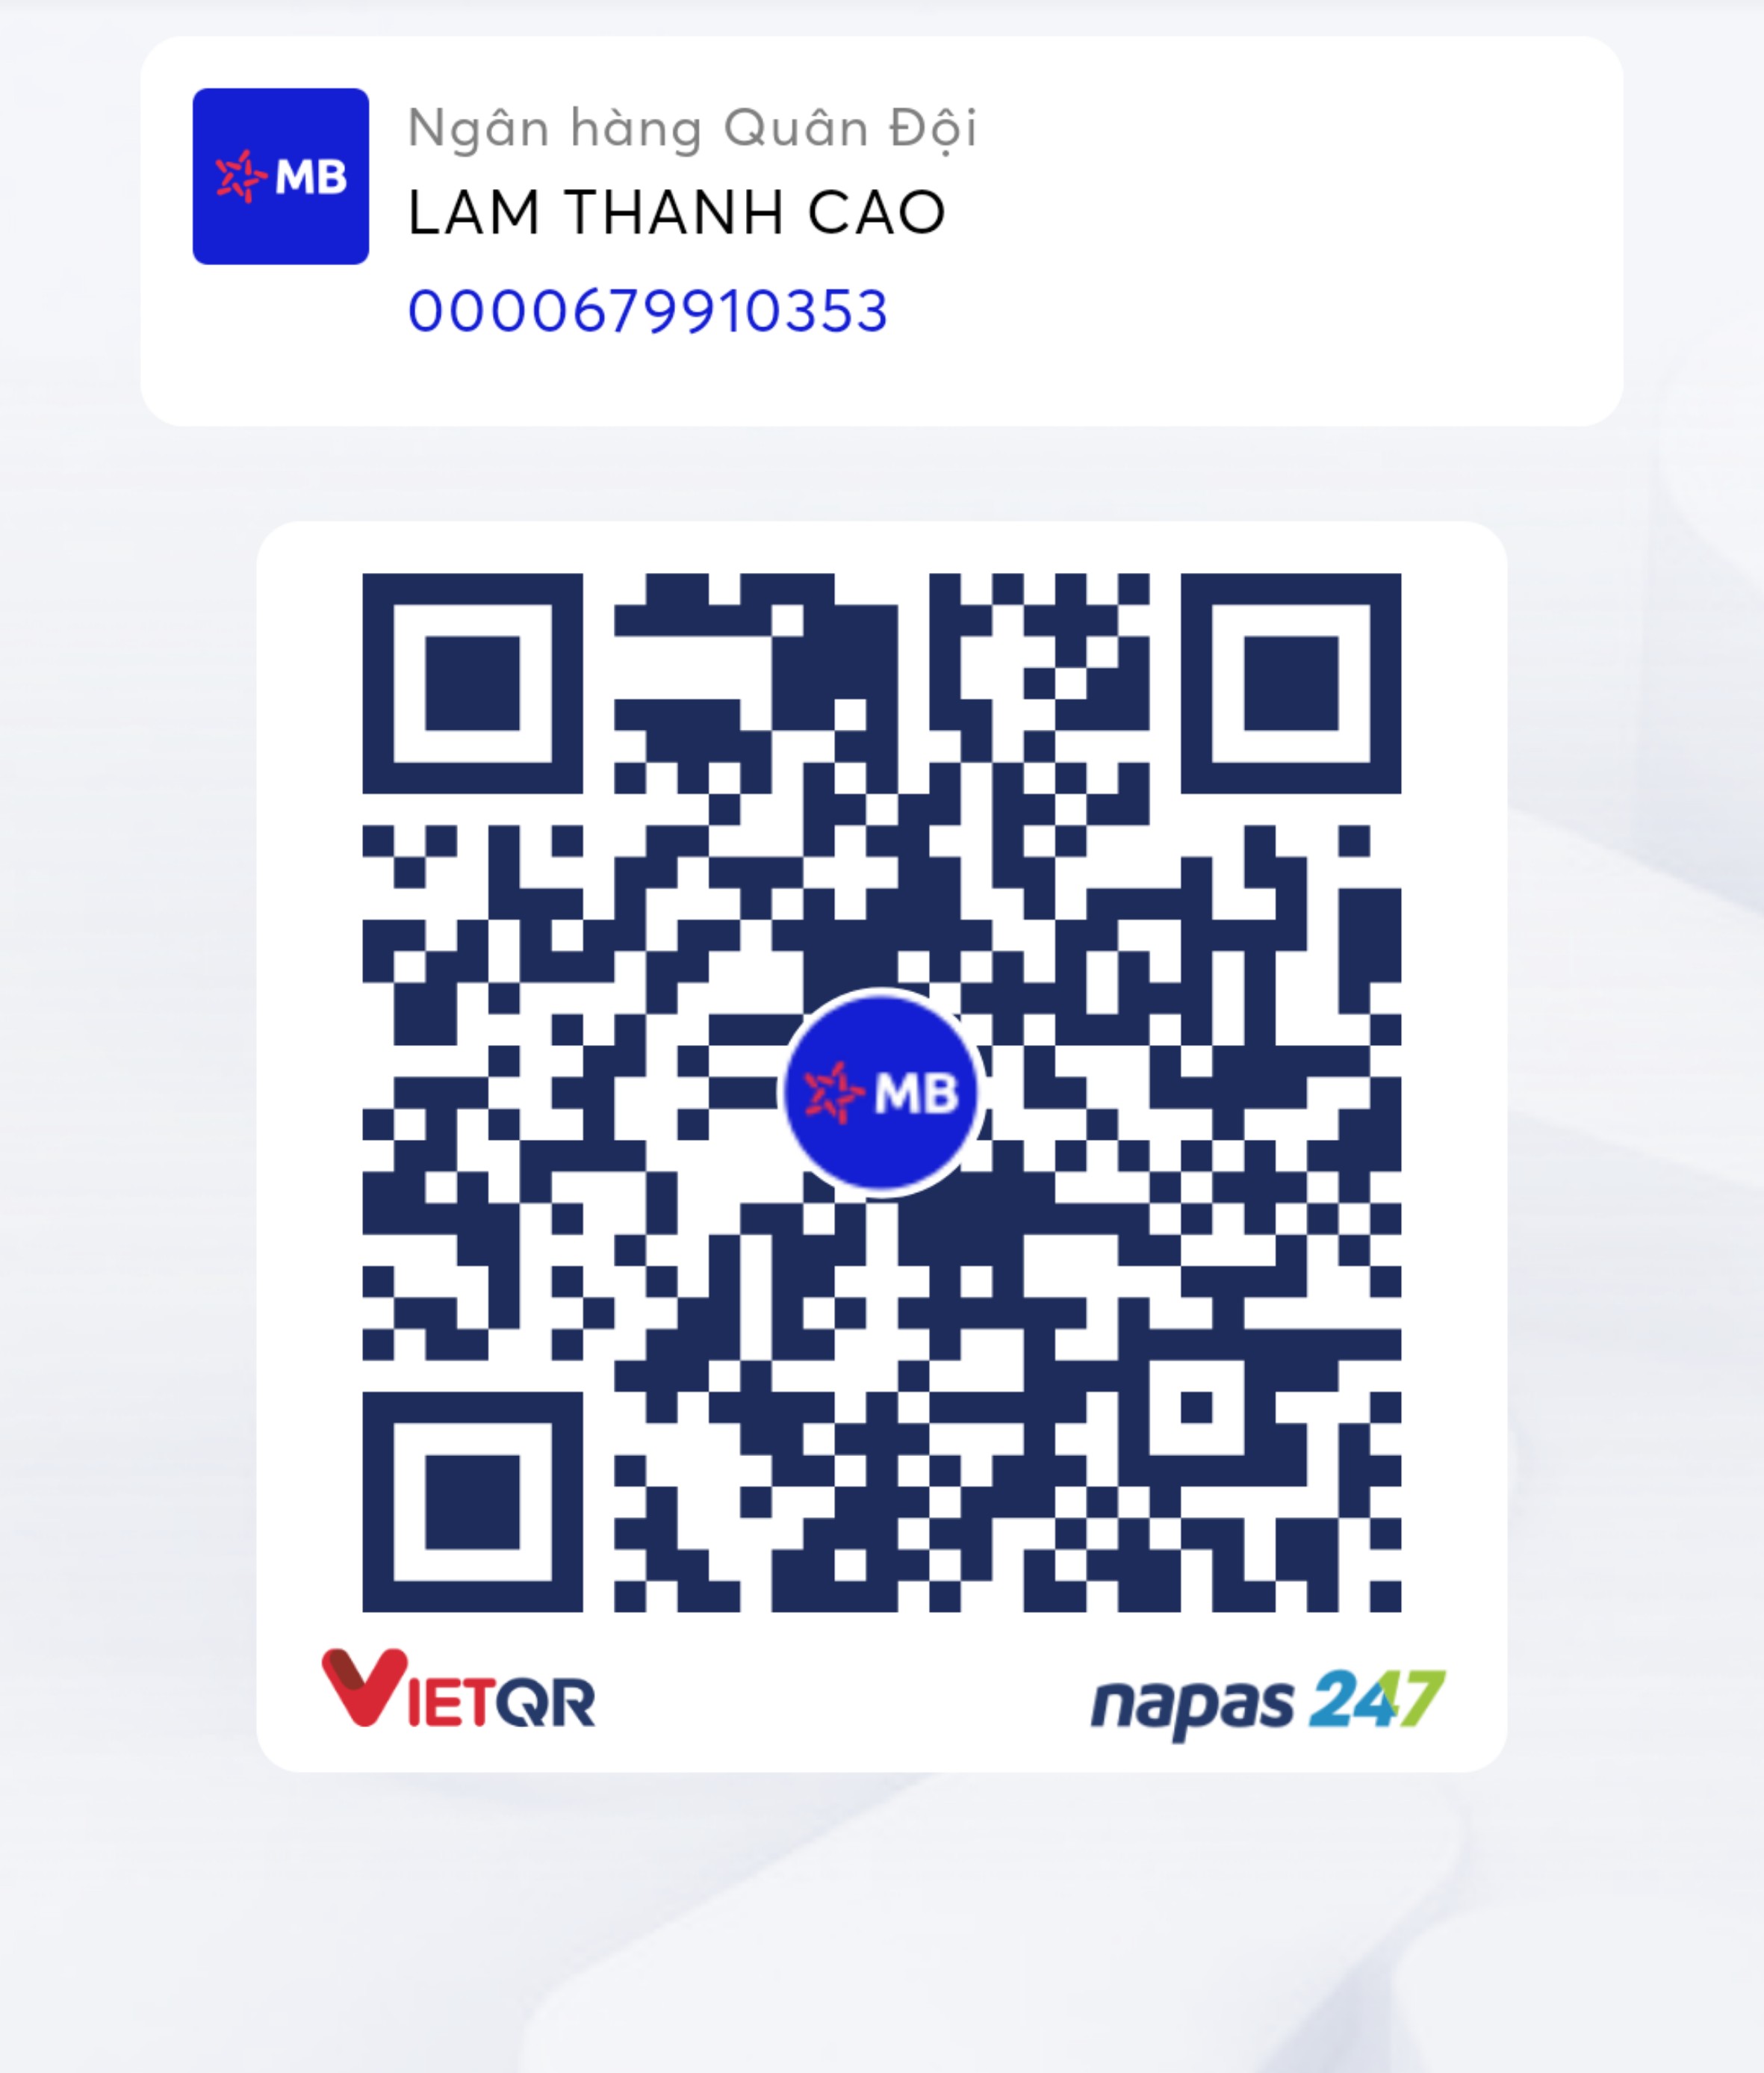 MB
Ngân hàng Quân Đội
LAM THANH CAO
0000679910353
MB
VIETQR
napas 247